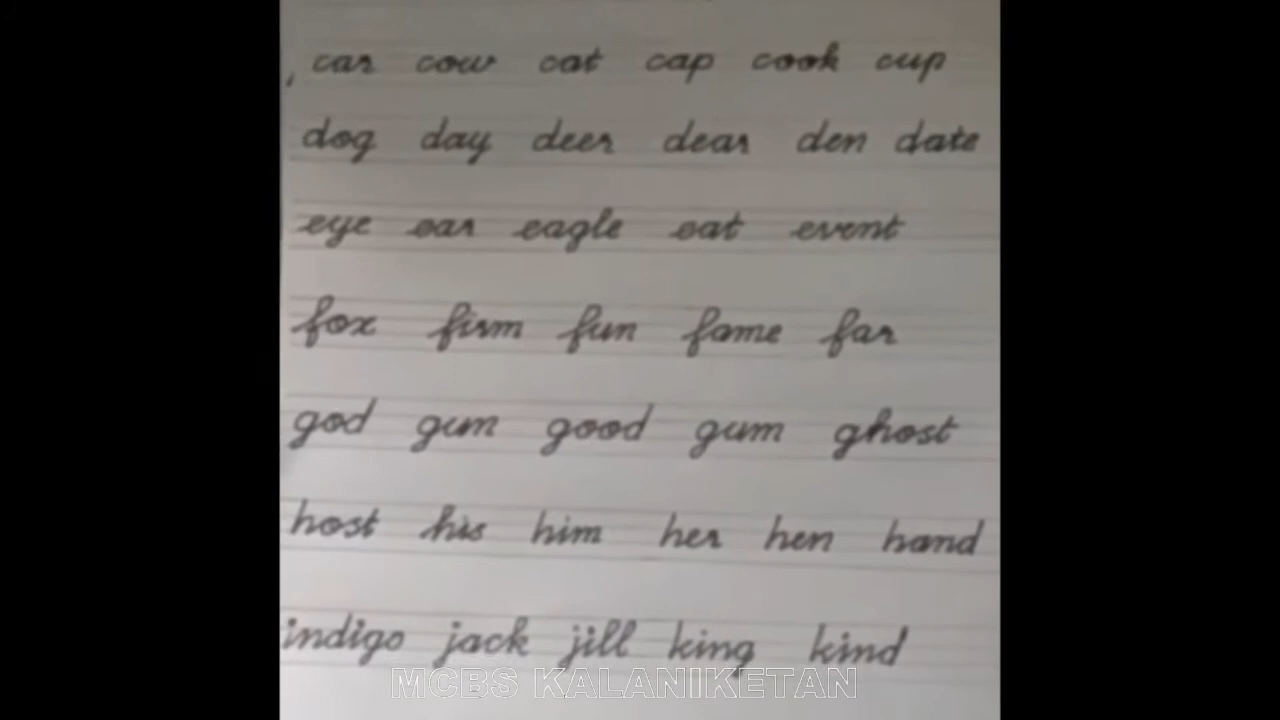 , car cow cat cap cook cup
dog day deer dear den date
eye ear eagle eat event
fox firm fun fame far
god gum good gum ghost
host his him her hen hand
indigo jack jill king kind
MCBS KALANIKETAN